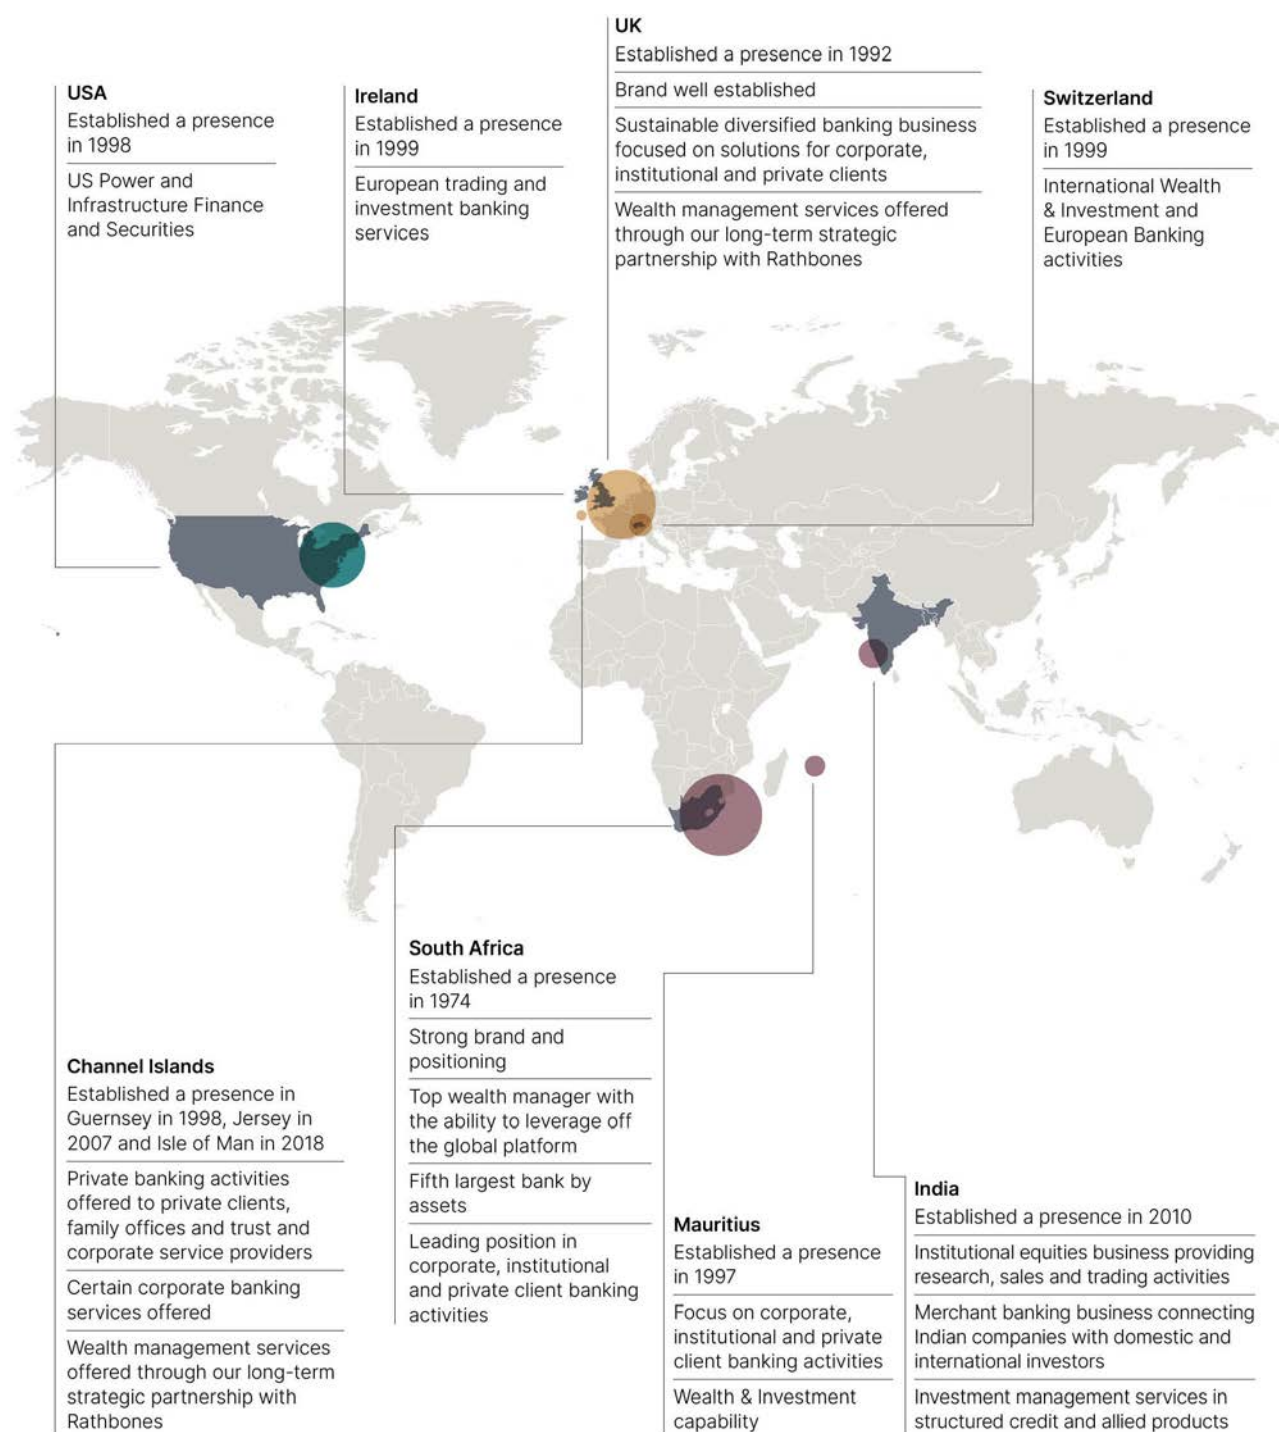 UK
Established a presence in 1992
Brand well established
Sustainable diversified banking business
focused on solutions for corporate,
institutional and private clients
Wealth management services offered
through our long-term strategic
partnership with Rathbones
USA
Established a presence
in 1998
US Power and
Infrastructure Finance
and Securities
Ireland
Established a presence
in 1999
European trading and
investment banking
services
Switzerland
Established a presence
in 1999
International Wealth
& Investment and
European Banking
activities
Channel Islands
Established a presence in
Guernsey in 1998, Jersey in
2007 and Isle of Man in 2018
Private banking activities
offered to private clients,
family offices and trust and
corporate service providers
Certain corporate banking
services offered
Wealth management services
offered through our long-term
strategic partnership with
Rathbones
South Africa
Established a presence
in 1974
Strong brand and
positioning
Top wealth manager with
the ability to leverage off
the global platform
Fifth largest bank by
assets
Leading position in
corporate, institutional
and private client banking
activities
Mauritius
Established a presence
in 1997
Focus on corporate,
institutional and private
client banking activities
Wealth & Investment
capability
India
Established a presence in 2010
Institutional equities business providing
research, sales and trading activities
Merchant banking business connecting
Indian companies with domestic and
international investors
Investment management services in
structured credit and allied products